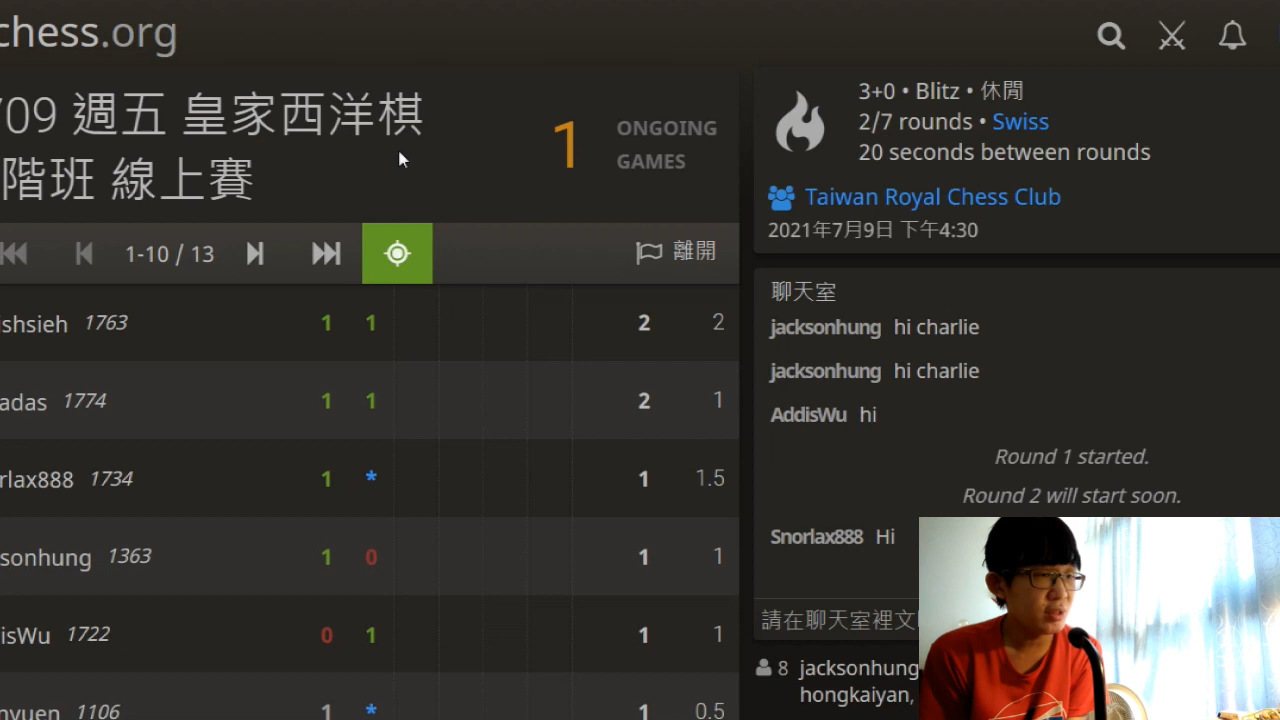 chess.org
/09 週五 皇家西洋棋
階班 線上賽
1 ONGOING GAMES
1-10 / 13 離開
shsieh 1763 1 1 2 2
adas 1774 1 1 2 1
rlax888 1734 1 * 1 1.5
sonhung 1363 1 0 1 1
isWu 1722 0 1 1 1
nyuen 1106 1 * 1 0.5
3+0 • Blitz • 休閒
2/7 rounds • Swiss
20 seconds between rounds
Taiwan Royal Chess Club
2021年7月9日 下午4:30
聊天室
jacksonhung hi charlie
jacksonhung hi charlie
AddisWu hi
Round 1 started.
Round 2 will start soon.
Snorlax888 Hi
請在聊天室裡文
8 jacksonhung
hongkaiyan,